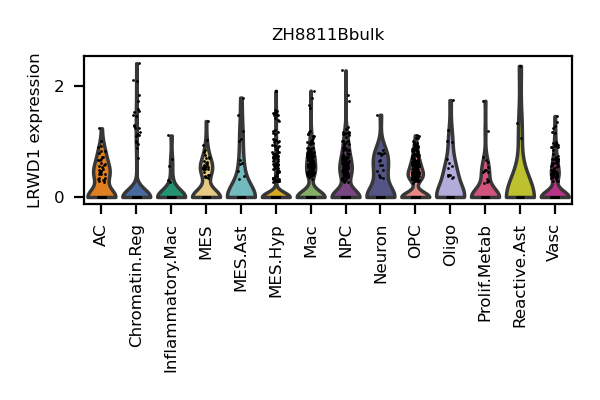 ZH8811Bbulk
LRWD1 expression
2
0
AC
Chromatin.Reg
Inflammatory.Mac
MES
MES.Ast
MES.Hyp
Mac
NPC
Neuron
OPC
Oligo
Prolif.Metab
Reactive.Ast
Vasc